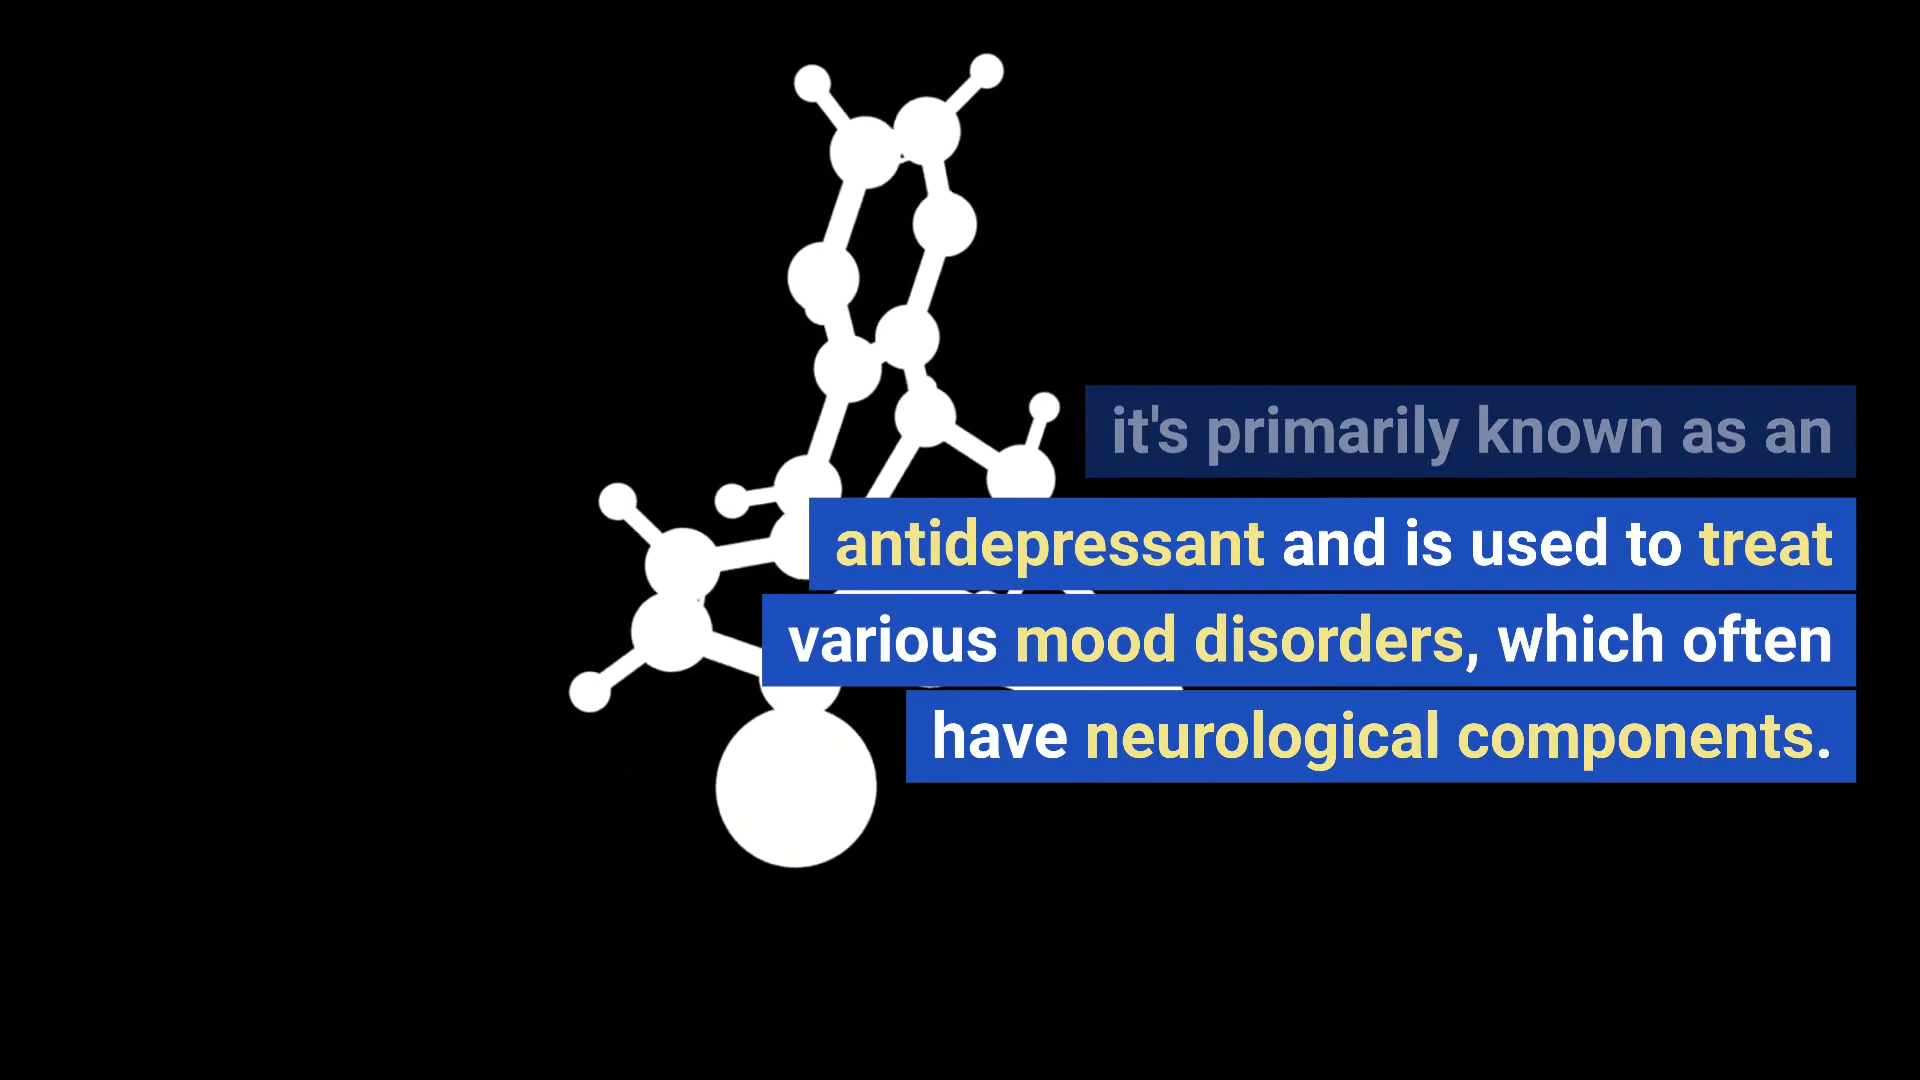 it's primarily known as an
antidepressant and is used to treat
various mood disorders, which often
have neurological components.